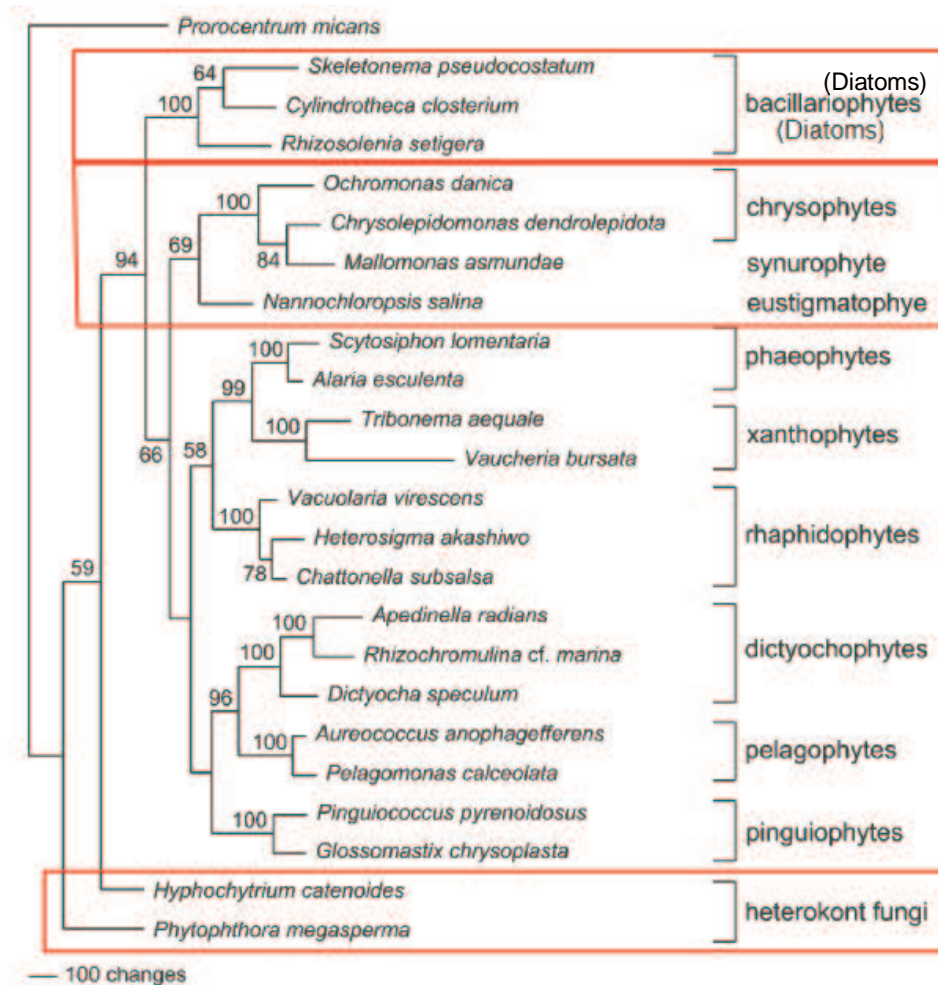 Prorocentrum micans
Skeletonema pseudocostatum
64
(Diatoms)
100
Cylindrotheca closterium
bacillariophytes
(Diatoms)
Rhizosolenia setigera
Ochromonas danica
100
chrysophytes
Chrysolepidomonas dendrolepidota
69
94
84
Mallomonas asmundae
synurophyte
Nannochloropsis salina
eustigmatophye
Scytosiphon lomentaria
100
phaeophytes
99
Alaria esculenta
Tribonema aequale
100
xanthophytes
66
58
Vaucheria bursata
Vacuolaria virescens
100
rhaphidophytes
Heterosigma akashiwo
59
78
Chattonella subsalsa
Apedinella radians
100
dictyochophytes
100
Rhizochromulina cf. marina
96
Dictyocha speculum
Aureococcus anophagefferens
100
pelagophytes
Pelagomonas calceolata
Pinguiococcus pyrenoidosus
100
pinguiophytes
Glossomastix chrysoplasta
Hyphochytrium catenoides
heterokont fungi
Phytophthora megasperma
100 changes